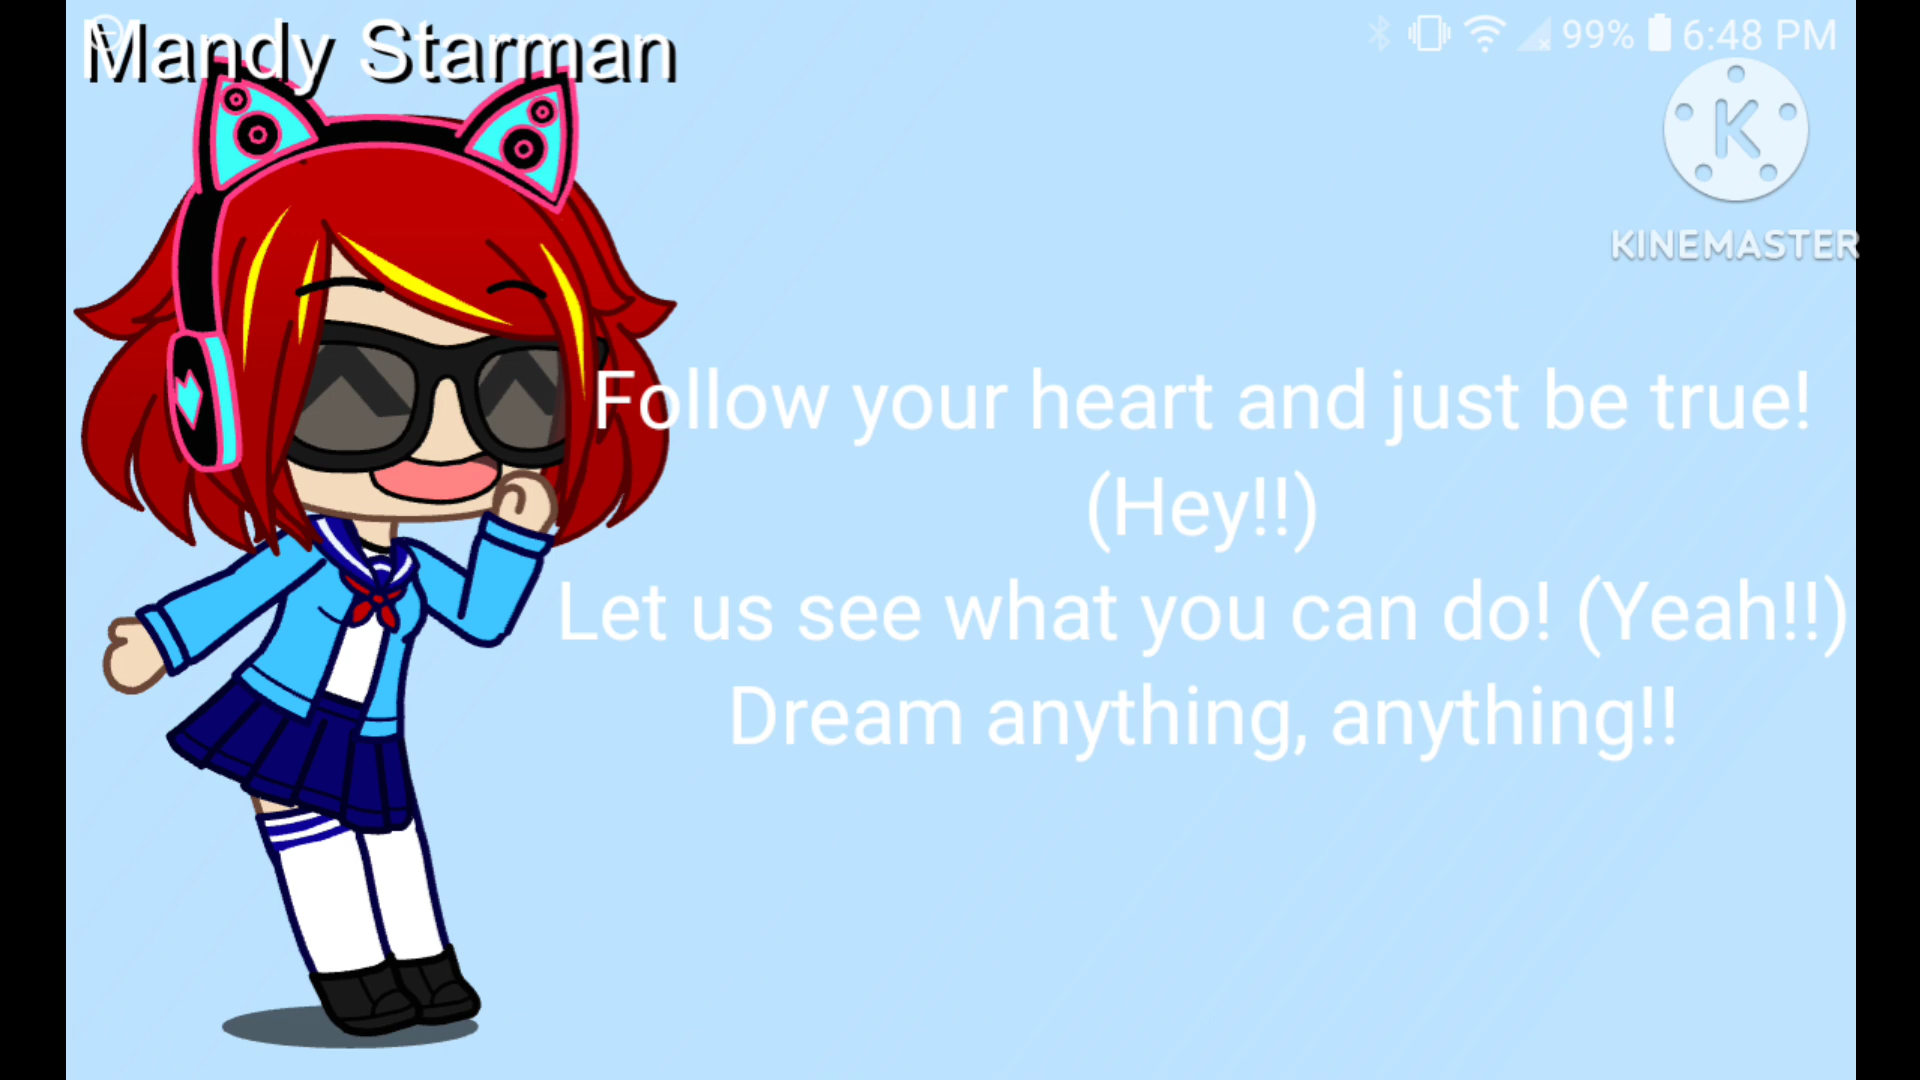 Mandy Starman
99% 6:48 PM
K
KINEMASTER
Follow your heart and just be true!
(Hey!!)
Let us see what you can do! (Yeah!!)
Dream anything, anything!!